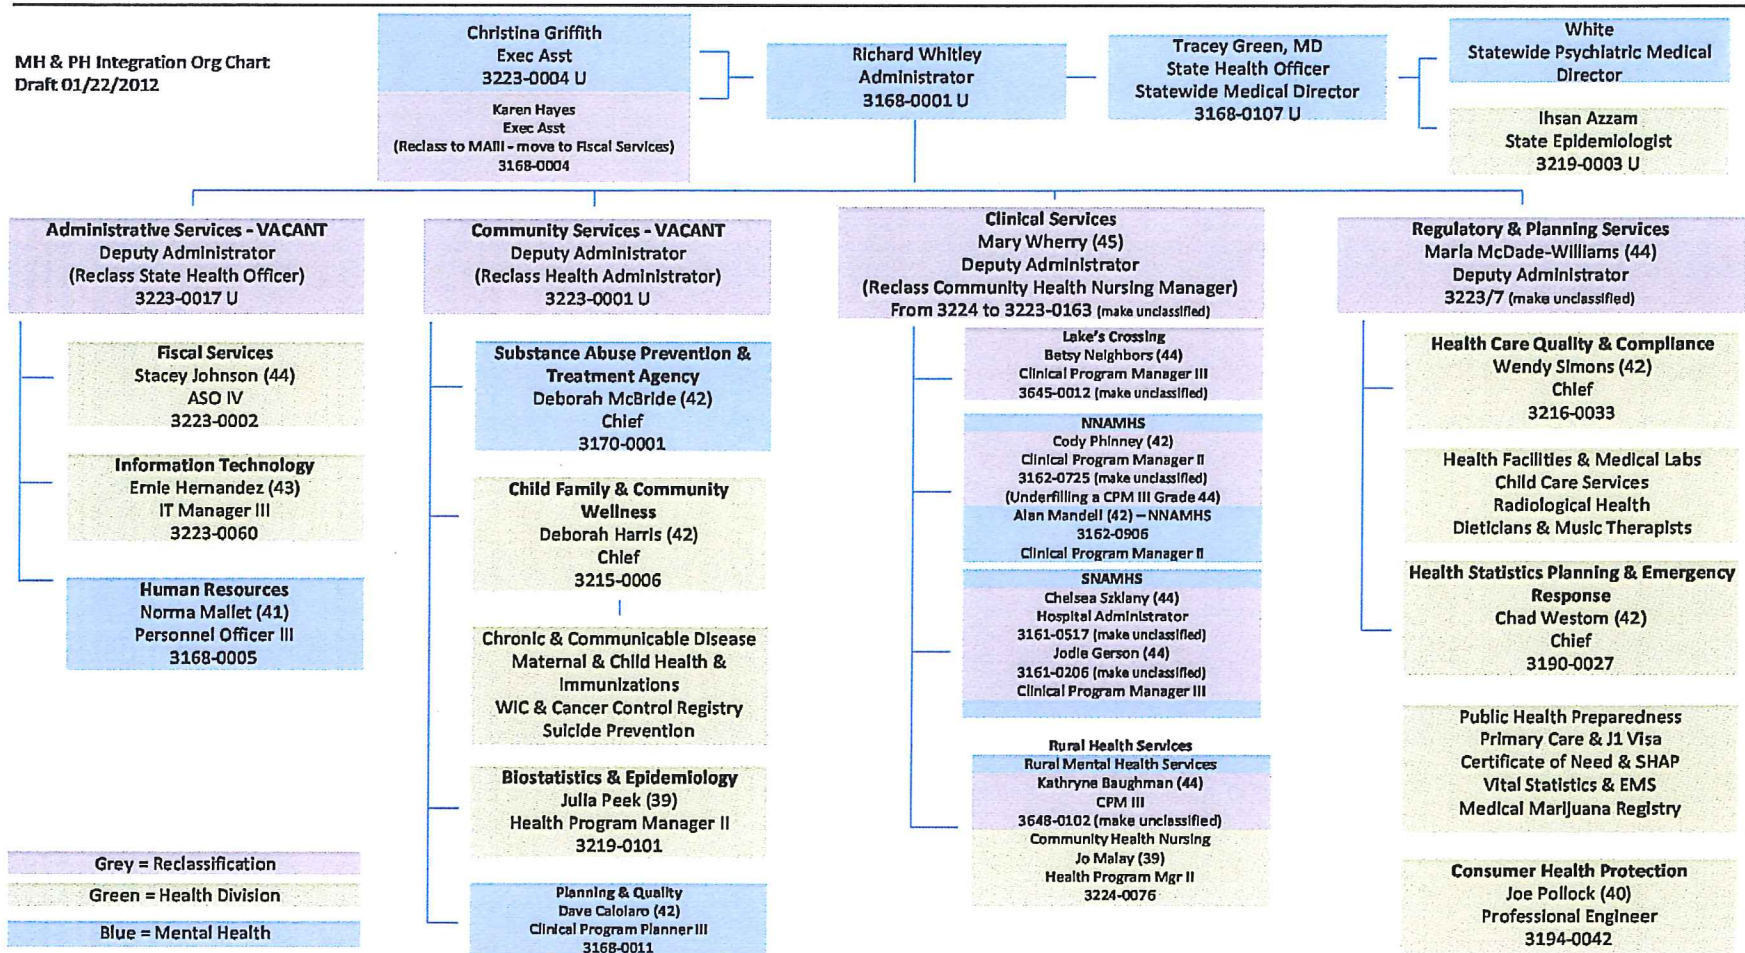 MH & PH Integration Org Chart
Draft 01/22/2012
Christina Griffith
Exec Asst
3223-0004 U
Karen Hayes
Exec Asst
(Reclass to MAIII - move to Fiscal Services)
3168-0004
Richard Whitley
Administrator
3168-0001 U
Tracey Green, MD
State Health Officer
Statewide Medical Director
3168-0107 U
White
Statewide Psychiatric Medical
Director
Ihsan Azzam
State Epidemiologist
3219-0003 U
Administrative Services - VACANT
Deputy Administrator
(Reclass State Health Officer)
3223-0017 U
Fiscal Services
Stacey Johnson (44)
ASO IV
3223-0002
Information Technology
Ernie Hernandez (43)
IT Manager III
3223-0060
Human Resources
Norma Mallet (41)
Personnel Officer III
3168-0005
Community Services - VACANT
Deputy Administrator
(Reclass Health Administrator)
3223-0001 U
Substance Abuse Prevention &
Treatment Agency
Deborah McBride (42)
Chief
3170-0001
Child Family & Community
Wellness
Deborah Harris (42)
Chief
3215-0006
Chronic & Communicable Disease
Maternal & Child Health &
Immunizations
WIC & Cancer Control Registry
Suicide Prevention
Biostatistics & Epidemiology
Julia Peek (39)
Health Program Manager II
3219-0101
Planning & Quality
Dave Caloiaro (42)
Clinical Program Planner III
3168-0011
Clinical Services
Mary Wherry (45)
Deputy Administrator
(Reclass Community Health Nursing Manager)
From 3224 to 3223-0163 (make unclassified)
Lake's Crossing
Betsy Neighbors (44)
Clinical Program Manager III
3645-0012 (make unclassified)
NNAMHS
Cody Phinney (42)
Clinical Program Manager II
3162-0725 (make unclassified)
(Underfilling a CPM III Grade 44)
Alan Mandell (42) – NNAMHS
3162-0906
Clinical Program Manager II
SNAMHS
Chelsea Szklany (44)
Hospital Administrator
3161-0517 (make unclassified)
Jodie Gerson (44)
3161-0206 (make unclassified)
Clinical Program Manager III
Rural Health Services
Rural Mental Health Services
Kathryne Baughman (44)
CPM III
3648-0102 (make unclassified)
Community Health Nursing
Jo Malay (39)
Health Program Mgr II
3224-0076
Regulatory & Planning Services
Marla McDade-Williams (44)
Deputy Administrator
3223/7 (make unclassified)
Health Care Quality & Compliance
Wendy Simons (42)
Chief
3216-0033
Health Facilities & Medical Labs
Child Care Services
Radiological Health
Dieticians & Music Therapists
Health Statistics Planning & Emergency
Response
Chad Westom (42)
Chief
3190-0027
Public Health Preparedness
Primary Care & J1 Visa
Certificate of Need & SHAP
Vital Statistics & EMS
Medical Marijuana Registry
Consumer Health Protection
Joe Pollock (40)
Professional Engineer
3194-0042
Grey = Reclassification
Green = Health Division
Blue = Mental Health